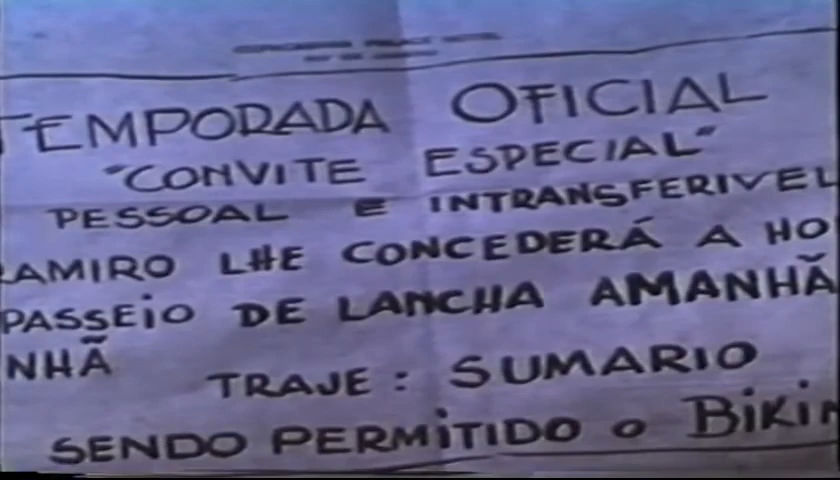 TEMPORADA OFICIAL
"CONVITE ESPECIAL"
PESSOAL E INTRANSFERIVEL
RAMIRO LHE CONCEDERÁ A HO
PASSEIO DE LANCHA AMANHÃ
NHÃ
TRAJE: SUMARIO
SENDO PERMITIDO O BIKIN